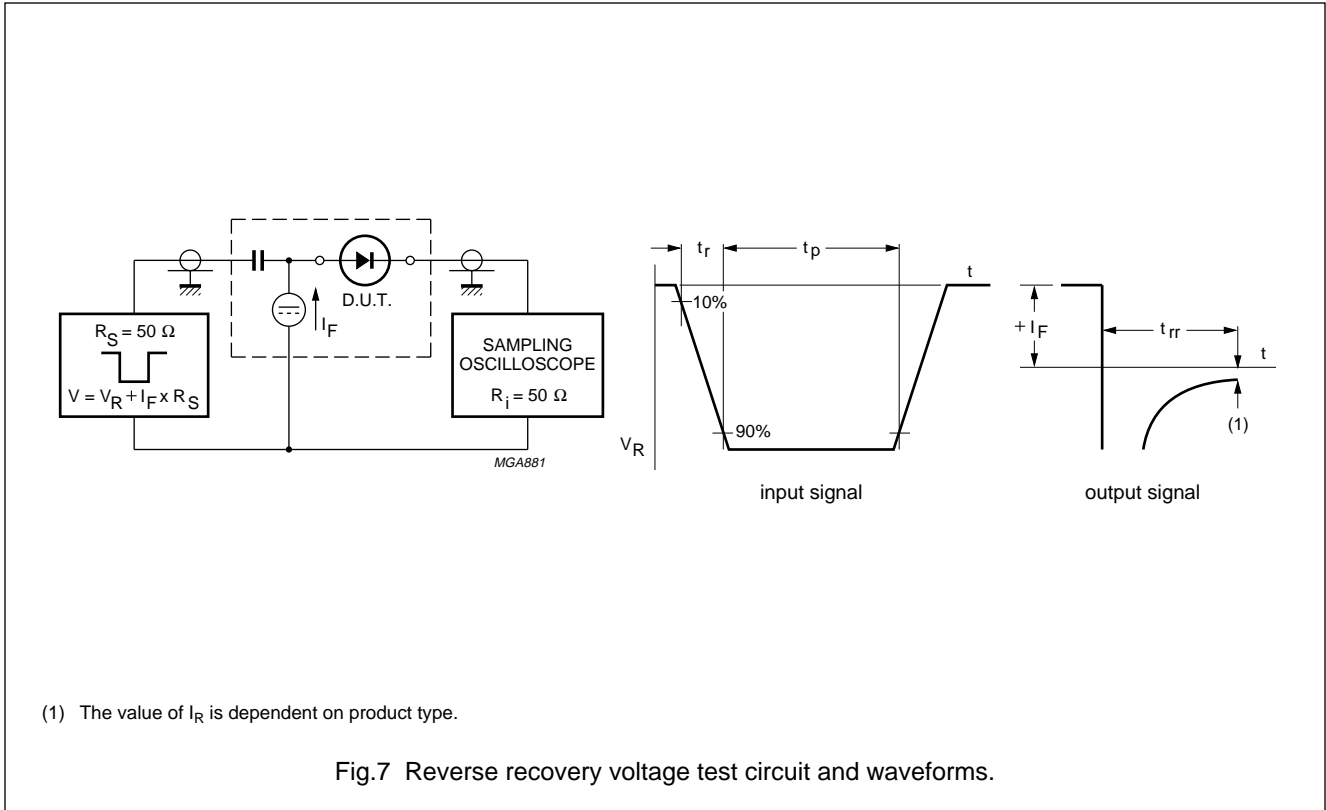 R_S = 50 Ω
V = V_R + I_F x R_S
I_F
D.U.T.
SAMPLING
OSCILLOSCOPE
R_i = 50 Ω
MGA881
t_r
t_p
t
10%
90%
V_R
input signal
+ I_F
t_rr
t
(1)
output signal
(1) The value of I_R is dependent on product type.
Fig.7 Reverse recovery voltage test circuit and waveforms.